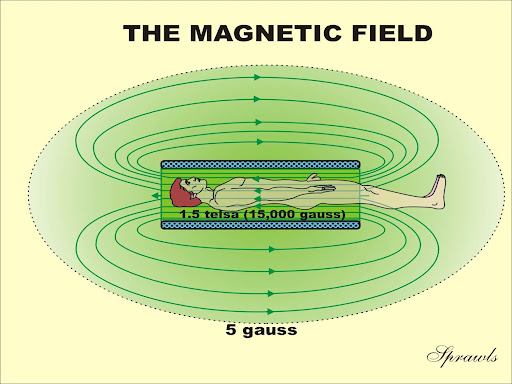 THE MAGNETIC FIELD
1.5 telsa (15,000 gauss)
5 gauss
Sprawls